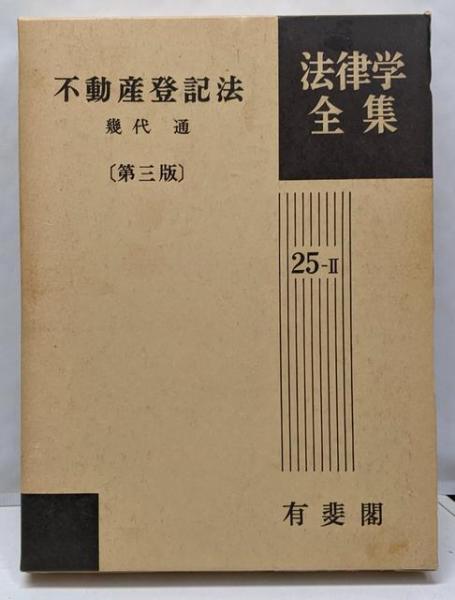 不動産登記法
幾代 通
〔第三版〕
法律学
全集
25-II
有斐閣